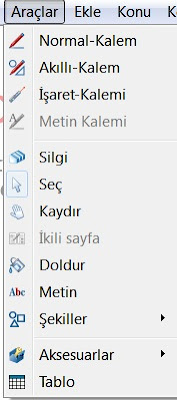 Araçlar Ekle Konu
Normal-Kalem
Akıllı-Kalem
İşaret-Kalemi
Metin Kalemi
Silgi
Seç
Kaydır
İkili sayfa
Doldur
Abc Metin
Şekiller
Aksesuarlar
Tablo